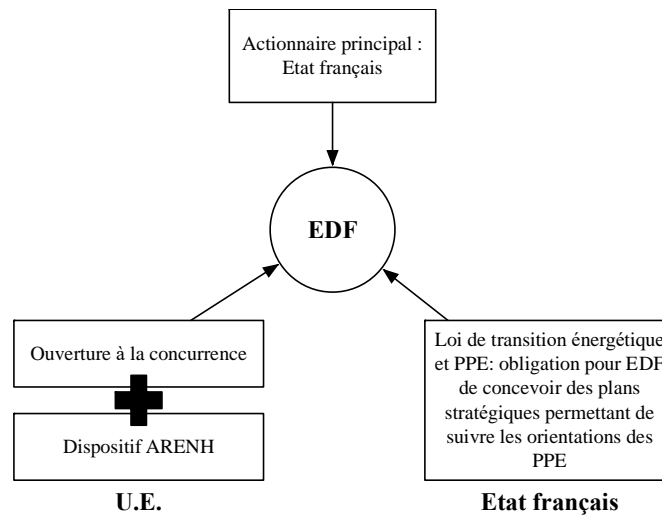 Actionnaire principal :
Etat français
EDF
Ouverture à la concurrence
Dispositif ARENH
U.E.
Loi de transition énergétique
et PPE: obligation pour EDF
de concevoir des plans
stratégiques permettant de
suivre les orientations des
PPE
Etat français